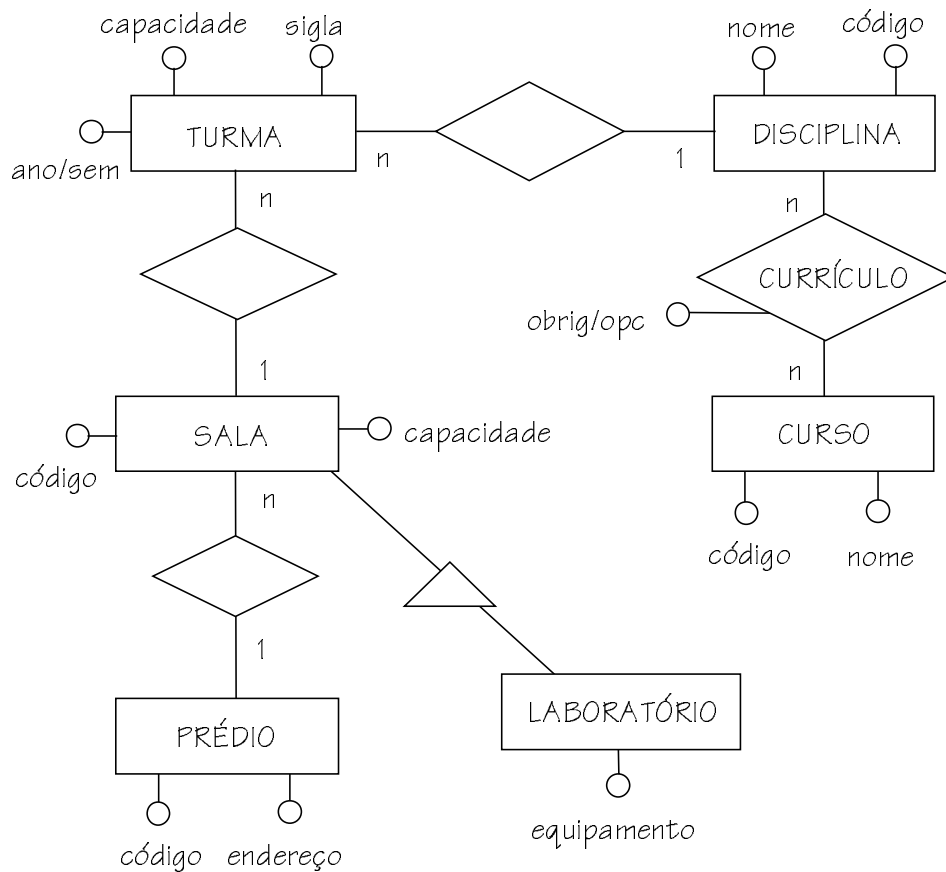 capacidade
sigla
nome
código
TURMA
DISCIPLINA
n
1
ano/sem
n
n
CURRÍCULO
obrig/opc
1
n
SALA
capacidade
CURSO
código
n
código
nome
1
LABORATÓRIO
PRÉDIO
equipamento
código
endereço